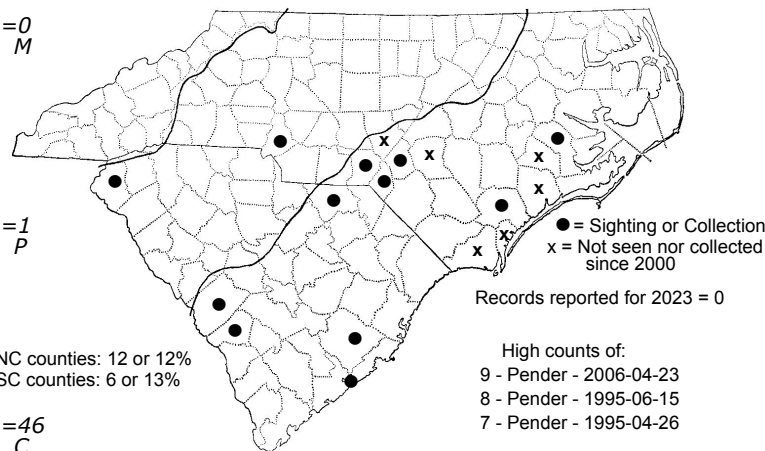 =0
M
=1
P
● = Sighting or Collection
x = Not seen nor collected
since 2000
Records reported for 2023 = 0
NC counties: 12 or 12%
SC counties: 6 or 13%
High counts of:
9 - Pender - 2006-04-23
8 - Pender - 1995-06-15
7 - Pender - 1995-04-26
=46
C